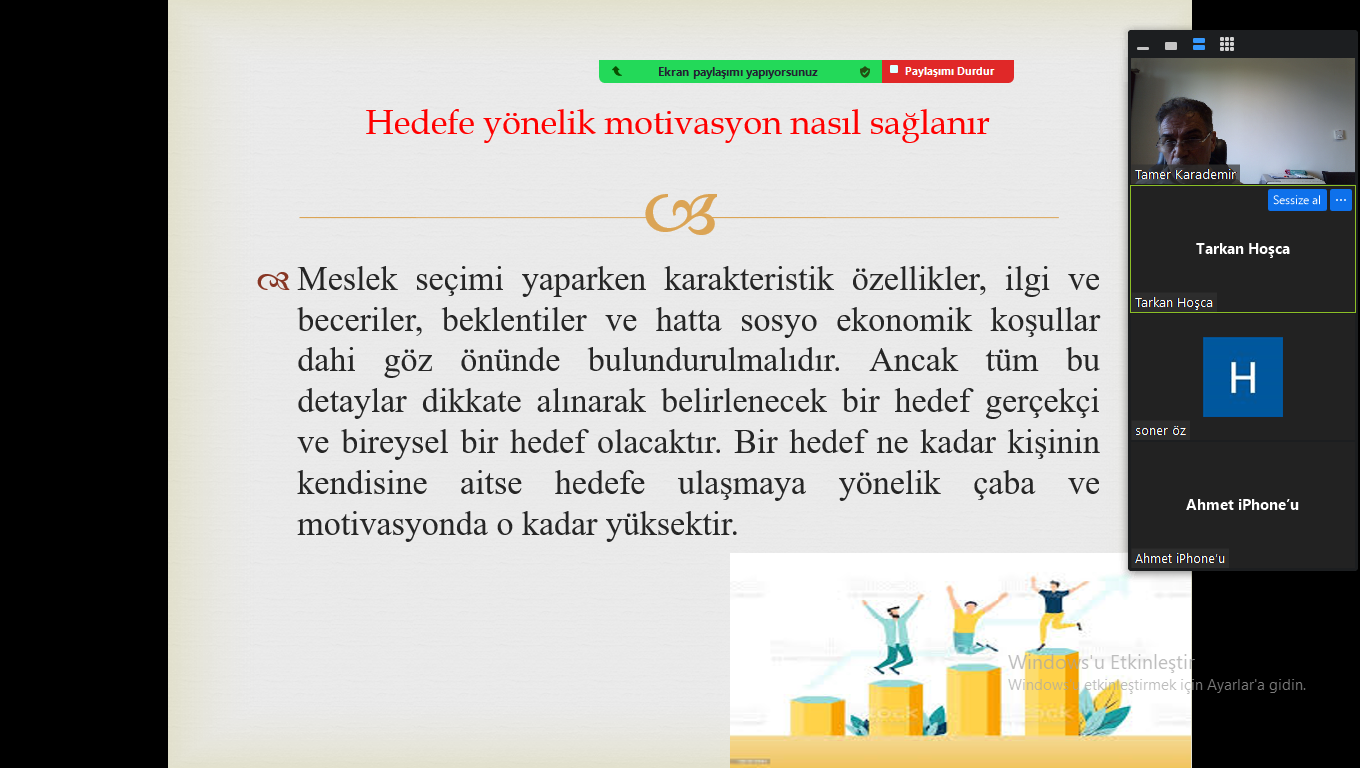 Ekran paylaşımı yapıyorsunuz
Paylaşımı Durdur
Hedefe yönelik motivasyon nasıl sağlanır
Meslek seçimi yaparken karakteristik özellikler, ilgi ve
beceriler, beklentiler ve hatta sosyo ekonomik koşullar
dahi göz önünde bulundurulmalıdır. Ancak tüm bu
detaylar dikkate alınarak belirlenecek bir hedef gerçekçi
ve bireysel bir hedef olacaktır. Bir hedef ne kadar kişinin
kendisine aitse hedefe ulaşmaya yönelik çaba ve
motivasyonda o kadar yüksektir.
Tamer Karademir
Sessize al
Tarkan Hoşca
Tarkan Hoşca
H
soner öz
Ahmet iPhone'u
Ahmet iPhone'u
Windows'u Etkinleştir
Windows'u etkinleştirmek için Ayarlar'a gidin.